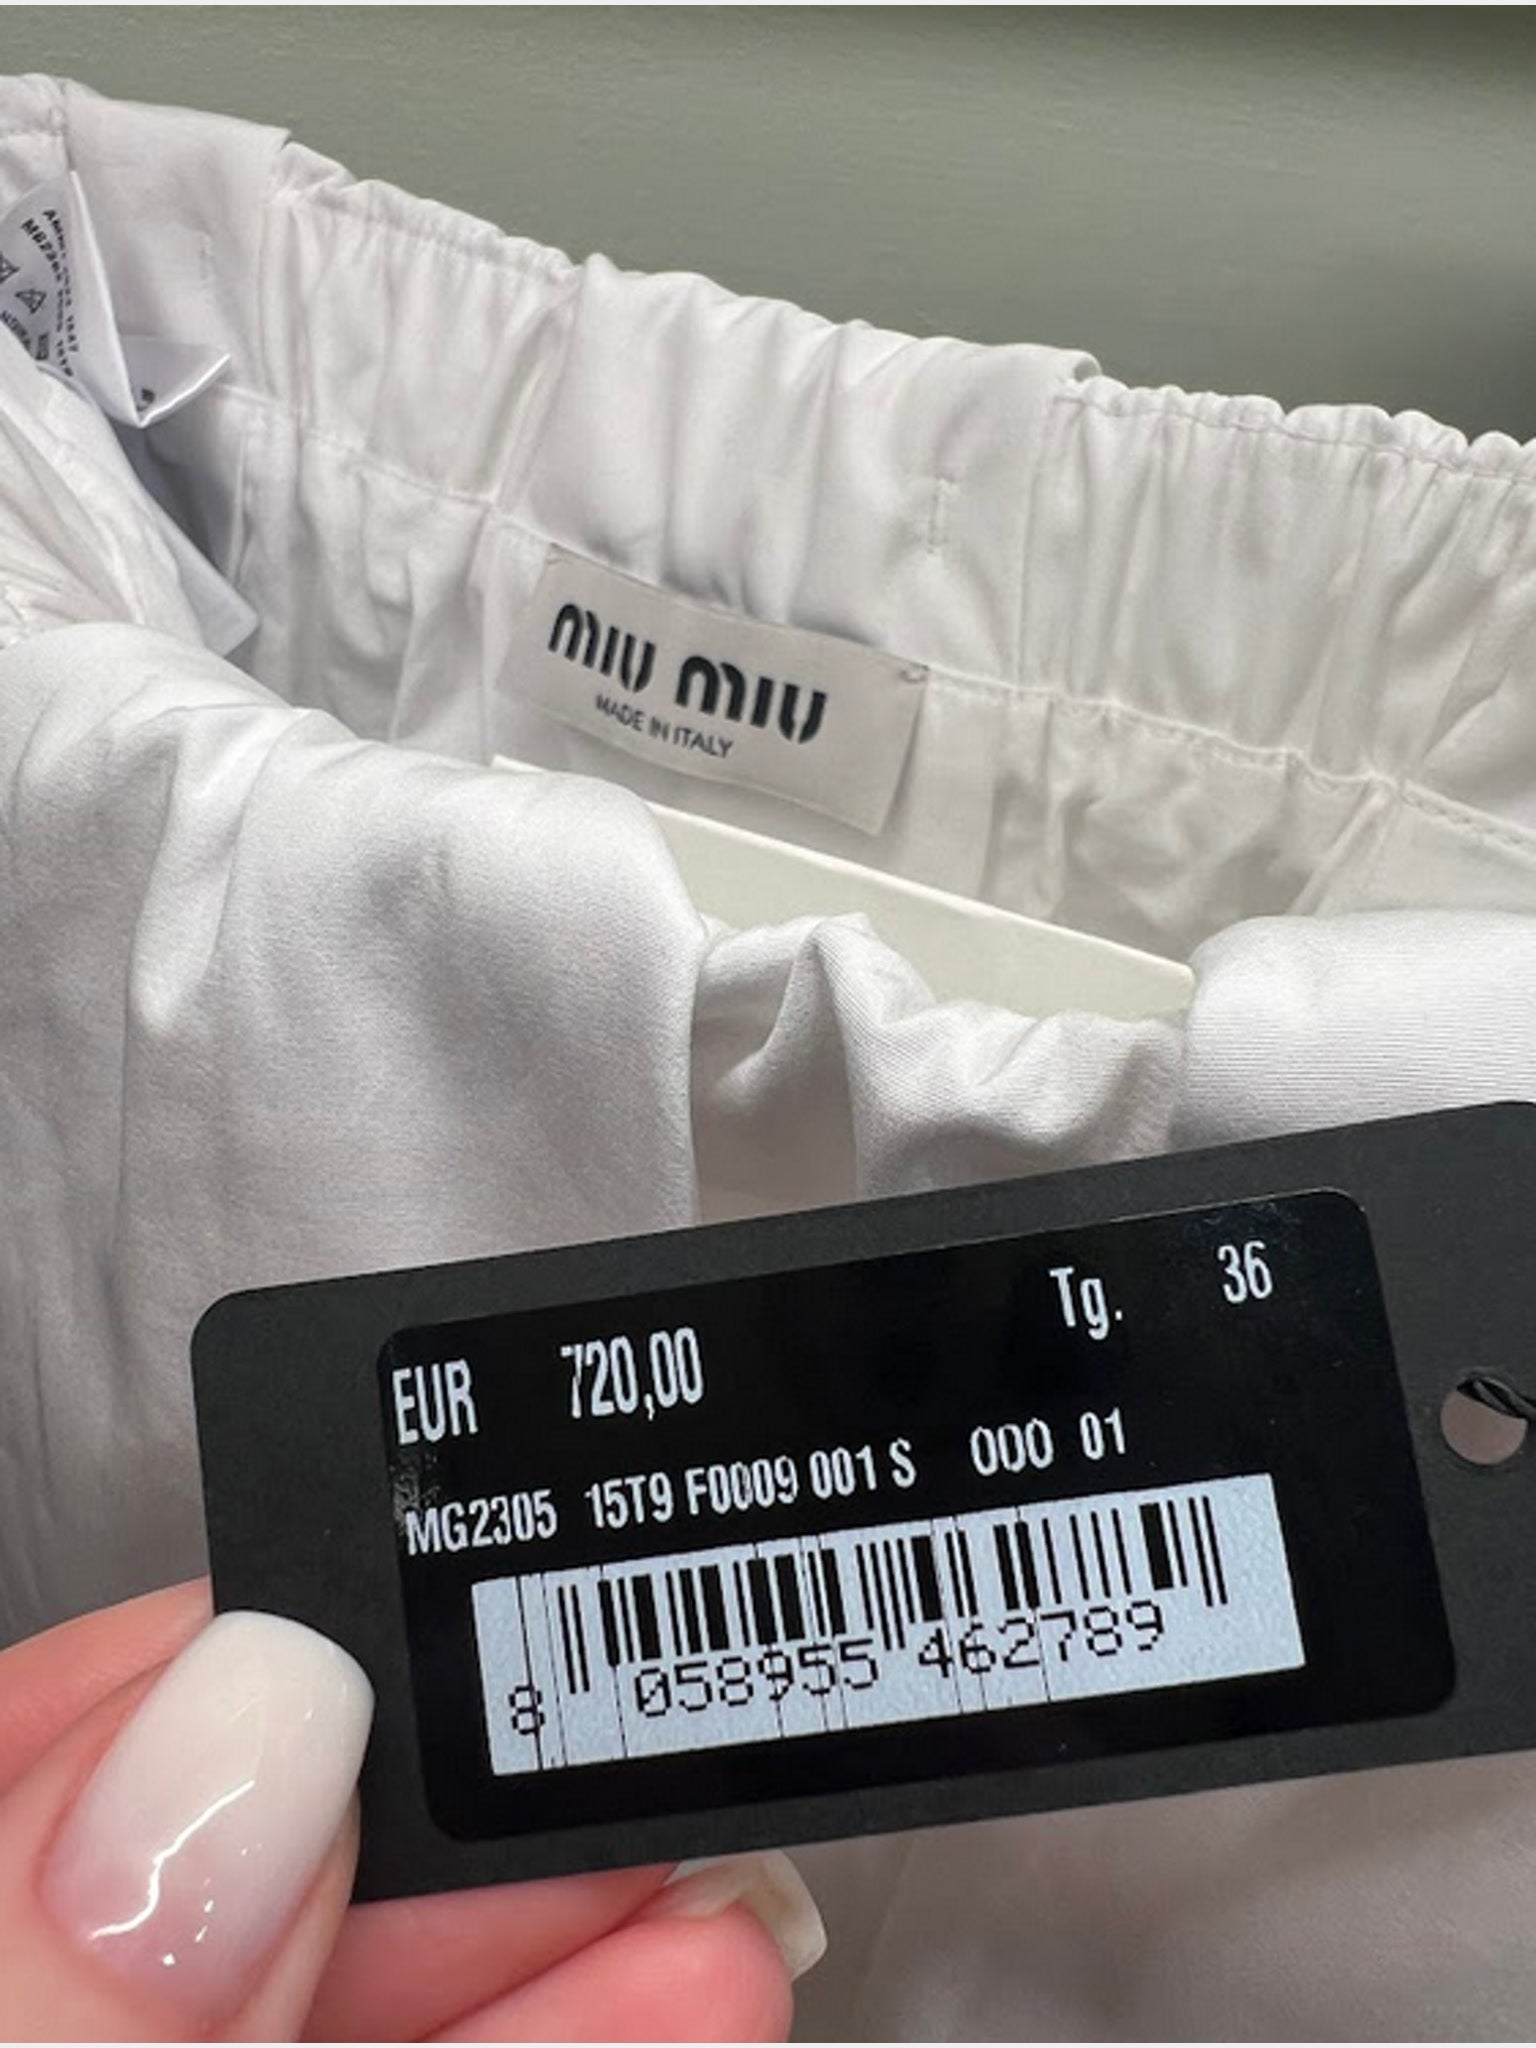 MIU MIU
MADE IN ITALY
Tg. 36
EUR 720,00
MG2305 15T9 F0009 001 S 000 01
8 058955 462789